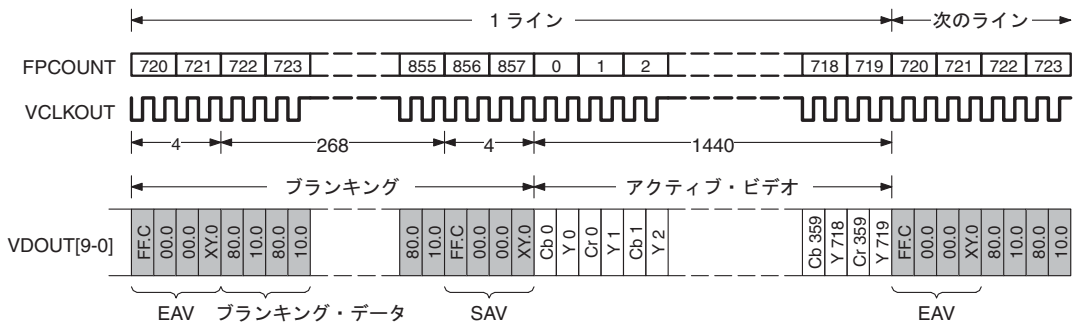 1 ライン 次のライン
FPCOUNT 720 721 722 723 855 856 857 0 1 2 718 719 720 721 722 723
VCLKOUT
4 268 4 1440
ブランキング アクティブ・ビデオ
VDOUT[9-0] FF.C 00.0 00.0 XY.0 80.0 10.0 80.0 10.0 80.0 10.0 FF.C 00.0 00.0 XY.0 Cb 0 Y 0 Cr 0 Y 1 Cb 1 Y 2 Cb 359 Y 718 Cr 359 Y 719 FF.C 00.0 00.0 XY.0 80.0 10.0 80.0 10.0
EAV ブランキング・データ SAV EAV